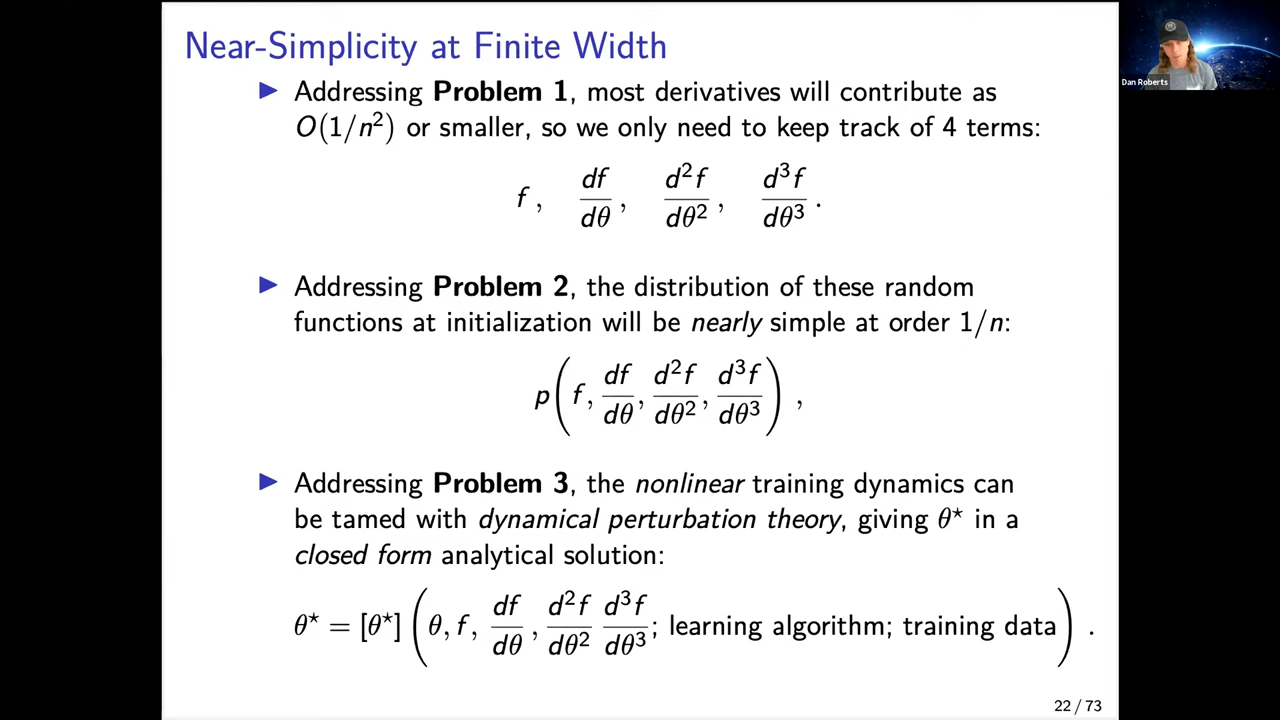 Near-Simplicity at Finite Width
▶ Addressing Problem 1, most derivatives will contribute as
O(1/n²) or smaller, so we only need to keep track of 4 terms:
f , df/dθ , d²f/dθ² , d³f/dθ³ .
▶ Addressing Problem 2, the distribution of these random
functions at initialization will be nearly simple at order 1/n:
p( f, df/dθ, d²f/dθ², d³f/dθ³ ) ,
▶ Addressing Problem 3, the nonlinear training dynamics can
be tamed with dynamical perturbation theory, giving θ⋆ in a
closed form analytical solution:
θ⋆ = [θ⋆] ( θ, f, df/dθ , d²f/dθ² d³f/dθ³ ; learning algorithm; training data ) .
22 / 73
Dan Roberts